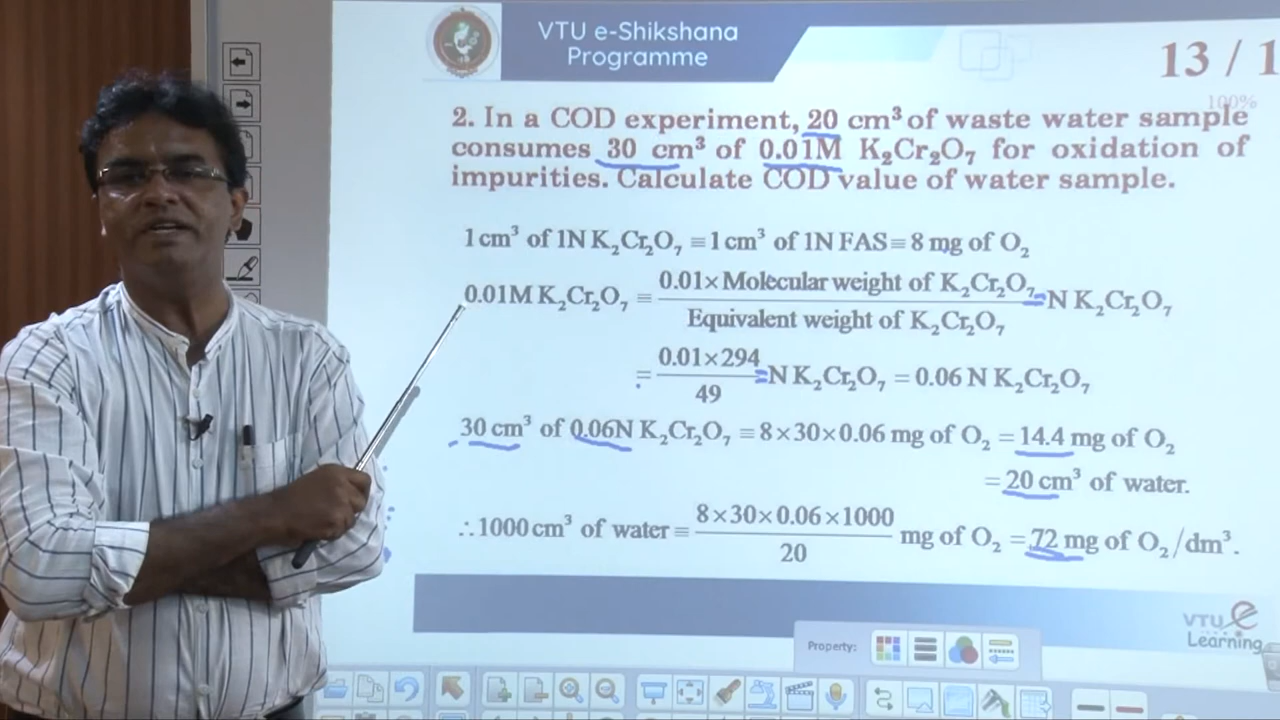 VTU e-Shikshana
Programme
13 / 1
100%
2. In a COD experiment, 20 cm³ of waste water sample
consumes 30 cm³ of 0.01M K₂Cr₂O₇ for oxidation of
impurities. Calculate COD value of water sample.
1cm³ of 1N K₂Cr₂O₇ ≡ 1cm³ of 1N FAS ≡ 8 mg of O₂
0.01M K₂Cr₂O₇ ≡ 0.01× Molecular weight of K₂Cr₂O₇ / Equivalent weight of K₂Cr₂O₇ = N K₂Cr₂O₇
= 0.01×294 / 49 = N K₂Cr₂O₇ = 0.06 N K₂Cr₂O₇
30 cm³ of 0.06N K₂Cr₂O₇ ≡ 8×30×0.06 mg of O₂ = 14.4 mg of O₂
= 20 cm³ of water.
∴ 1000 cm³ of water ≡ 8×30×0.06×1000 / 20 mg of O₂ = 72 mg of O₂/dm³.
VTU e
Learning
Property: